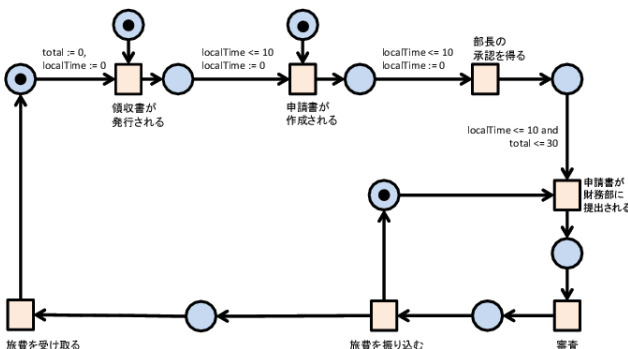 total := 0,
localTime := 0
領収書が
発行される
localTime <= 10
localTime := 0
申請書が
作成される
localTime <= 10
localTime := 0
部長の
承認を得る
localTime <= 10 and
total <= 30
申請書が
財務部に
提出される
旅費を受け取る
旅費を振り込む
審査